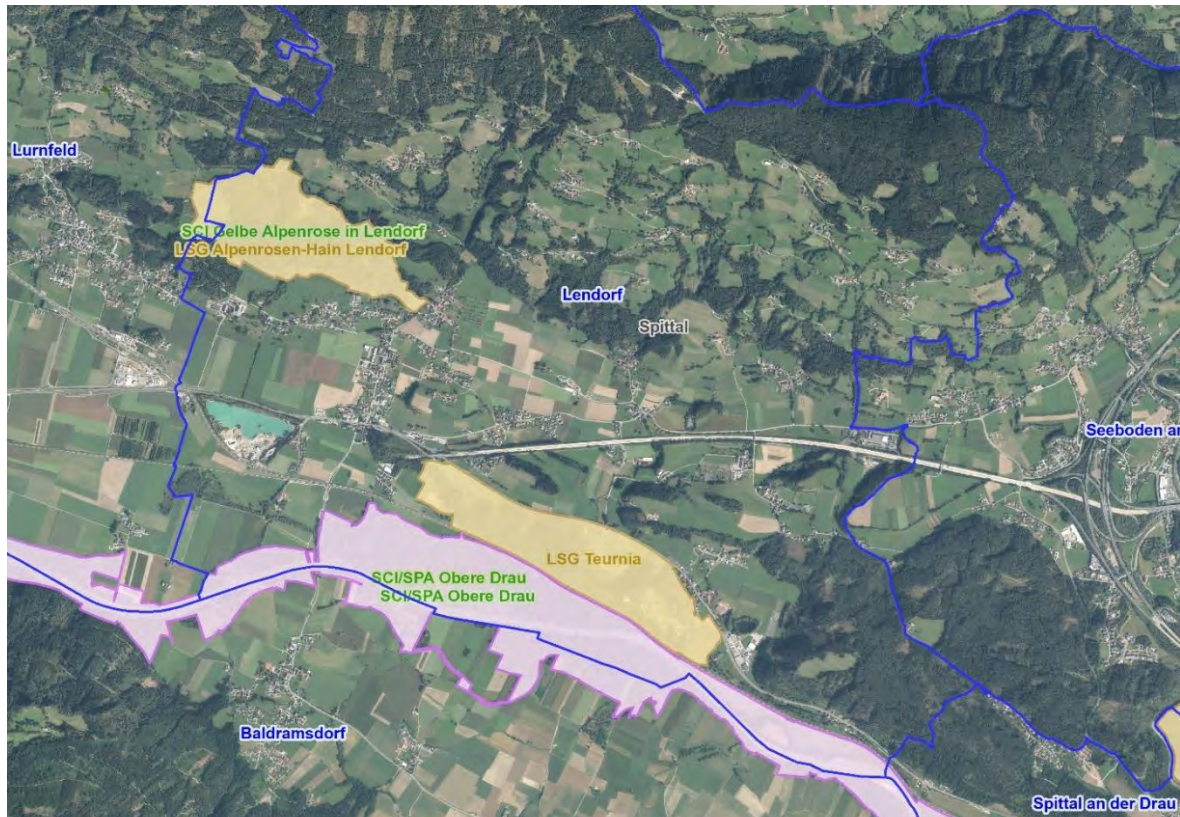 Lurnfeld
SCI Gelbe Alpenrose in Lendorf
LSG Alpenrosen-Hain Lendorf
Lendorf
Spittal
Seeboden am
LSG Teurnia
SCI/SPA Obere Drau
SCI/SPA Obere Drau
Baldramsdorf
Spittal an der Drau